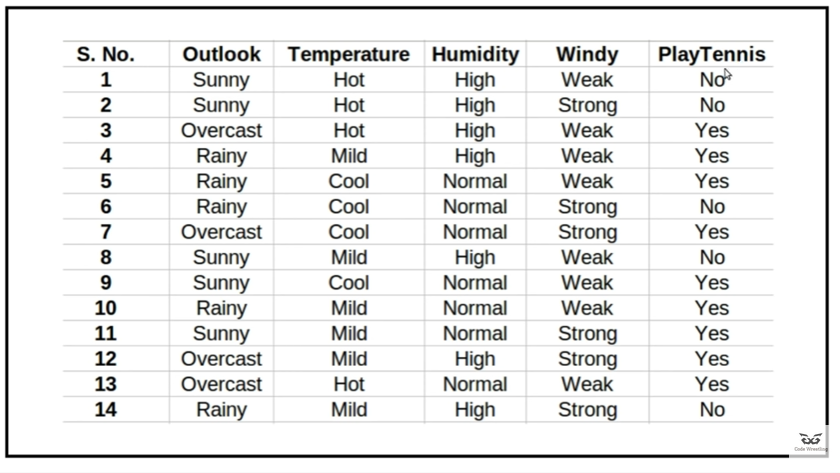 S. No. Outlook Temperature Humidity Windy PlayTennis
1 Sunny Hot High Weak No
2 Sunny Hot High Strong No
3 Overcast Hot High Weak Yes
4 Rainy Mild High Weak Yes
5 Rainy Cool Normal Weak Yes
6 Rainy Cool Normal Strong No
7 Overcast Cool Normal Strong Yes
8 Sunny Mild High Weak No
9 Sunny Cool Normal Weak Yes
10 Rainy Mild Normal Weak Yes
11 Sunny Mild Normal Strong Yes
12 Overcast Mild High Strong Yes
13 Overcast Hot Normal Weak Yes
14 Rainy Mild High Strong No
Code Wrestling